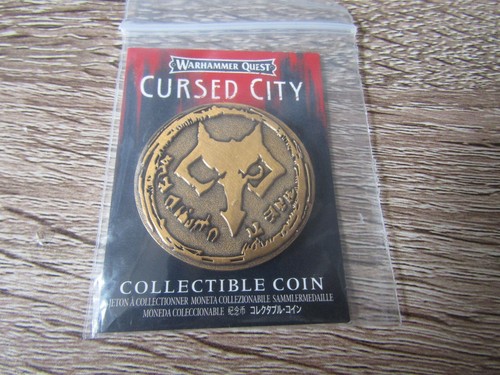 WARHAMMER QUEST
CURSED CITY
COLLECTIBLE COIN
JETON À COLLECTIONNER MONETA COLLEZIONABILE SAMMLERMEDAILLE
MONEDA COLECCIONABLE 纪念币 コレクタブル・コイン